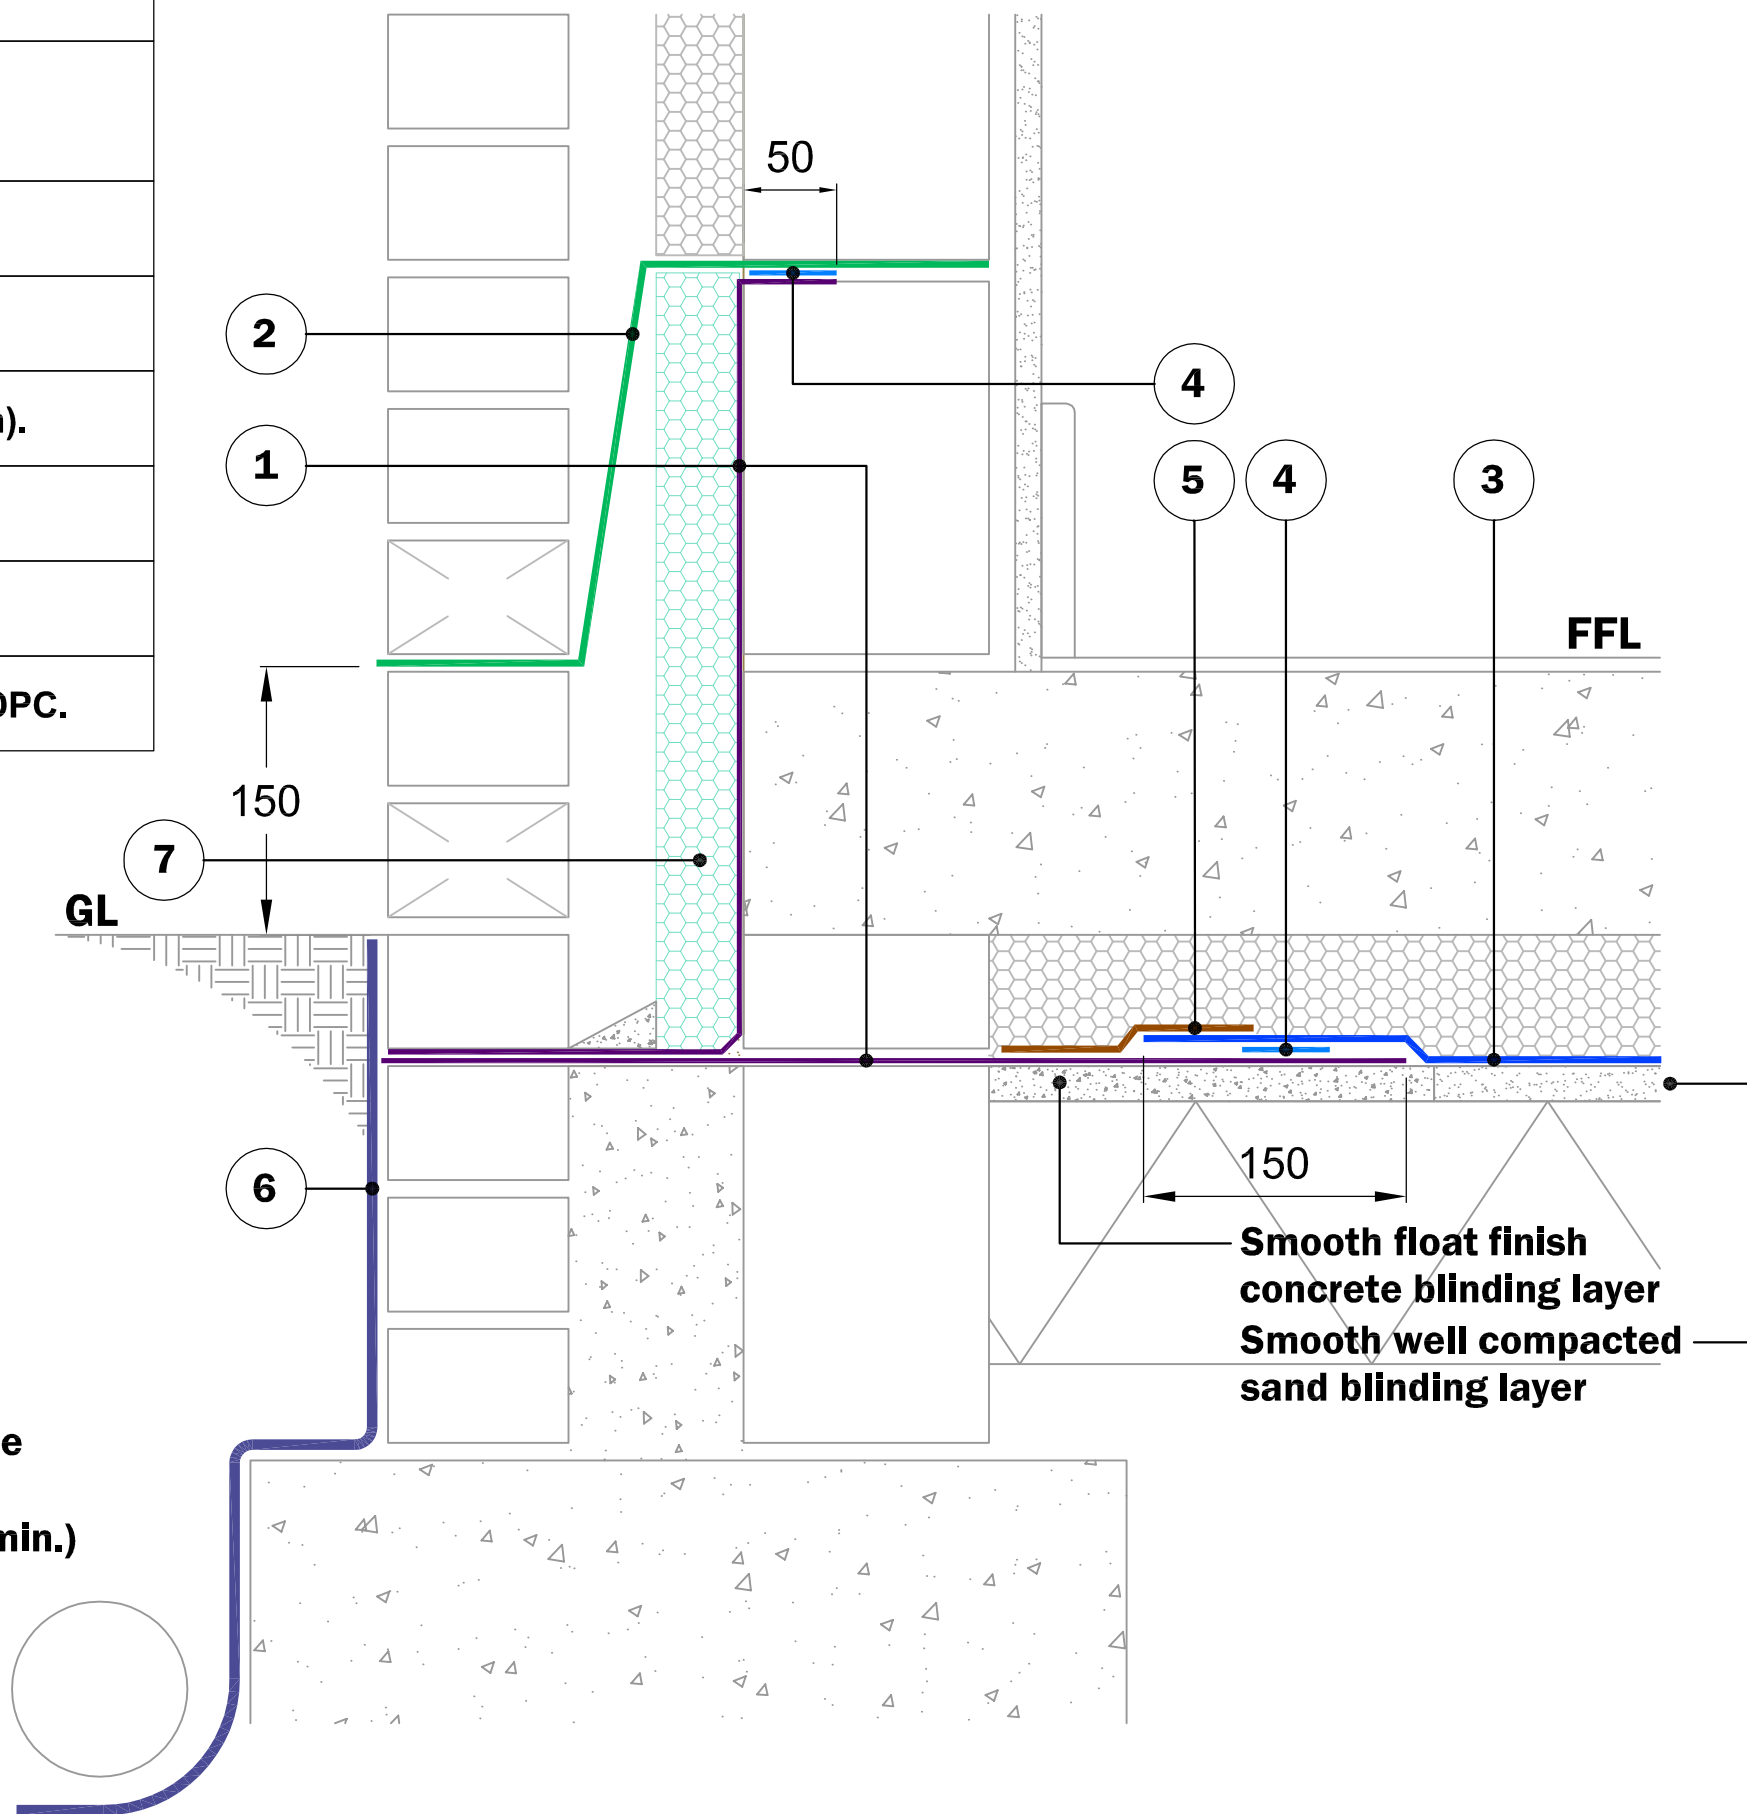 50
2
4
1
5
4
3
).
FFL
DPC.
150
7
GL
150
6
Smooth float finish
concrete blinding layer
Smooth well compacted
sand blinding layer
e
min.)